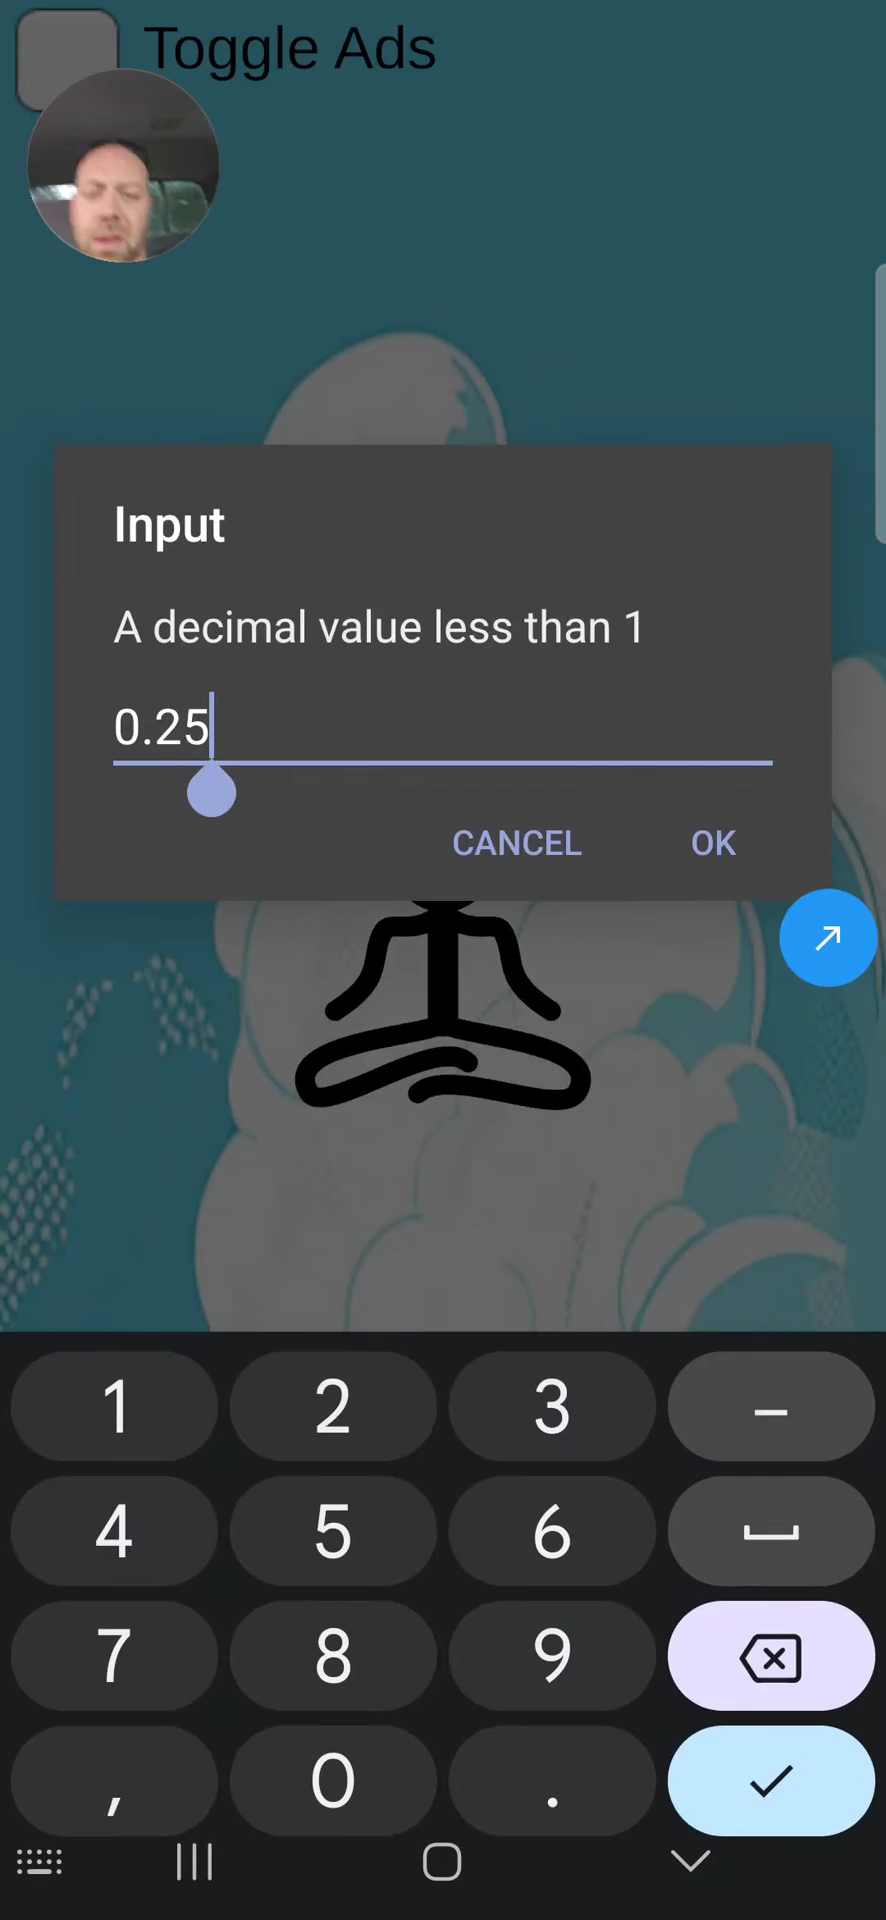 Toggle Ads
Input
A decimal value less than 1
0.25
CANCEL OK
1 2 3 –
4 5 6
7 8 9
, 0 .